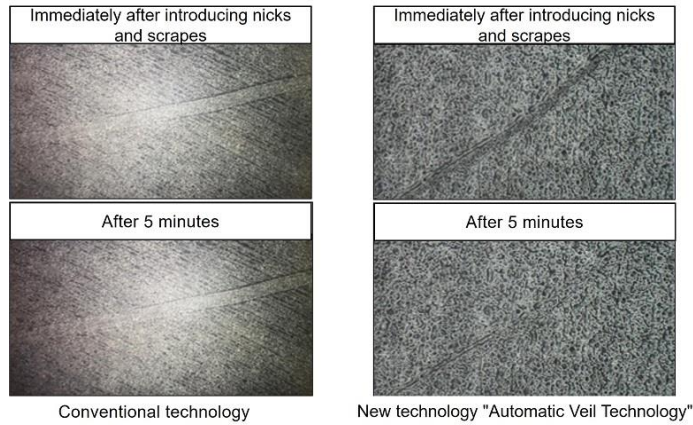 Immediately after introducing nicks
and scrapes
Immediately after introducing nicks
and scrapes
After 5 minutes
After 5 minutes
Conventional technology
New technology "Automatic Veil Technology"